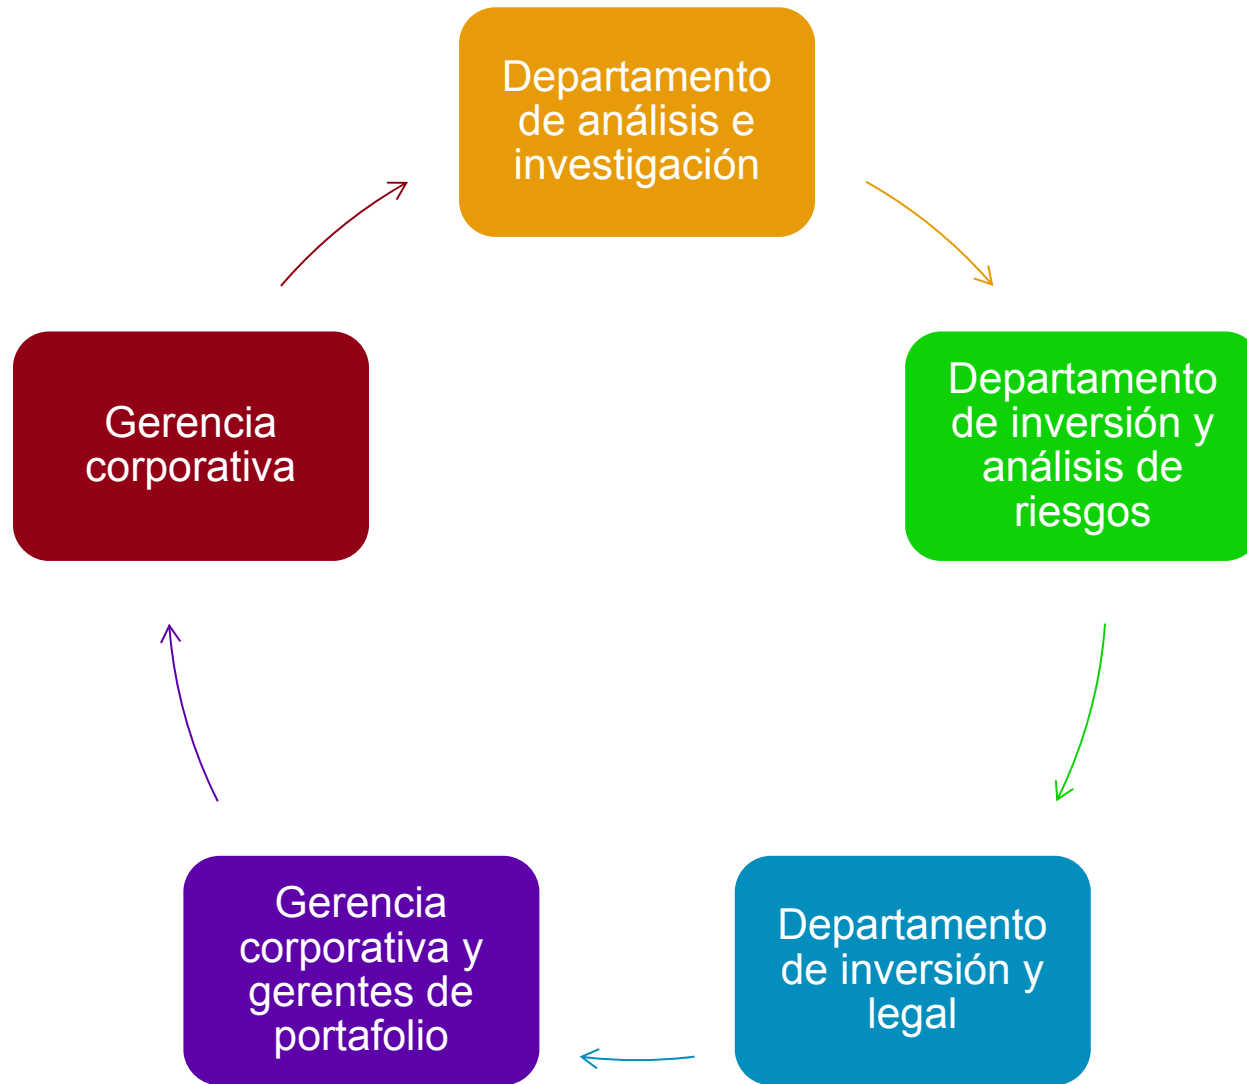 Departamento
de análisis e
investigación
Departamento
de inversión y
análisis de
riesgos
Departamento
de inversión y
legal
Gerencia
corporativa y
gerentes de
portafolio
Gerencia
corporativa